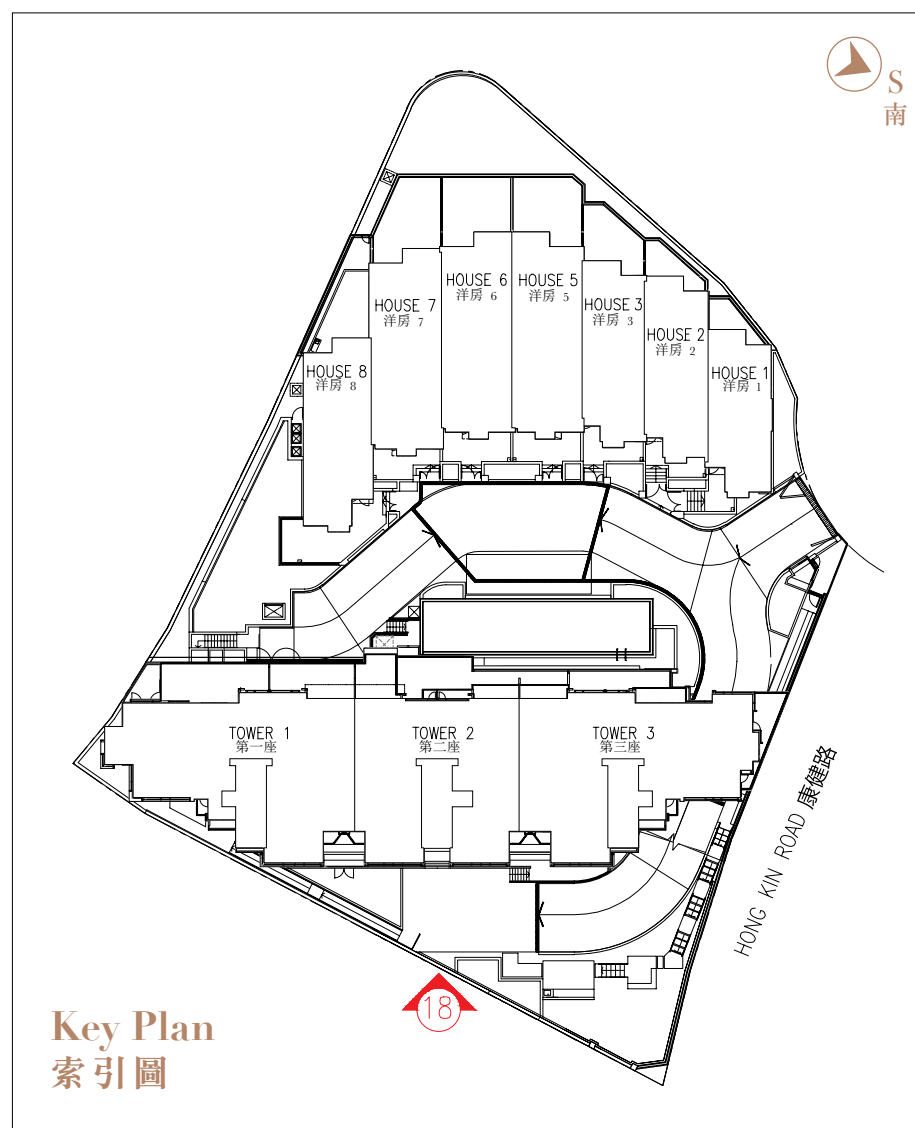 S
南
HOUSE 6
洋房 6
HOUSE 5
洋房 5
HOUSE 7
洋房 7
HOUSE 3
洋房 3
HOUSE 2
洋房 2
HOUSE 8
洋房 8
HOUSE 1
洋房 1
TOWER 1
第一座
TOWER 2
第二座
TOWER 3
第三座
HONG KIN ROAD 康健路
18
Key Plan
索引圖